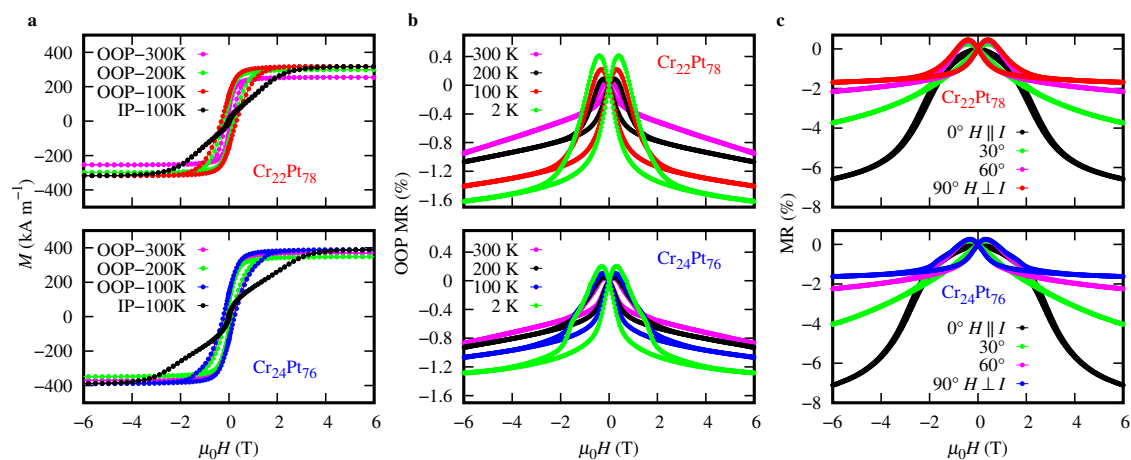 a
M (kA m⁻¹)
400
200
0
−200
−400
OOP−300K
OOP−200K
OOP−100K
IP−100K
Cr₂₂Pt₇₈
400
200
0
−200
−400
OOP−300K
OOP−200K
OOP−100K
IP−100K
Cr₂₄Pt₇₆
−6 −4 −2 0 2 4 6
μ₀H (T)
b
OOP MR (%)
0.4
0
−0.4
−0.8
−1.2
−1.6
300 K
200 K
100 K
2 K
Cr₂₂Pt₇₈
0.4
0
−0.4
−0.8
−1.2
−1.6
300 K
200 K
100 K
2 K
Cr₂₄Pt₇₆
−6 −4 −2 0 2 4 6
μ₀H (T)
c
MR (%)
0
−2
−4
−6
−8
Cr₂₂Pt₇₈
0° H ∥ I
30°
60°
90° H ⊥ I
0
−2
−4
−6
−8
Cr₂₄Pt₇₆
0° H ∥ I
30°
60°
90° H ⊥ I
−6 −4 −2 0 2 4 6
μ₀H (T)